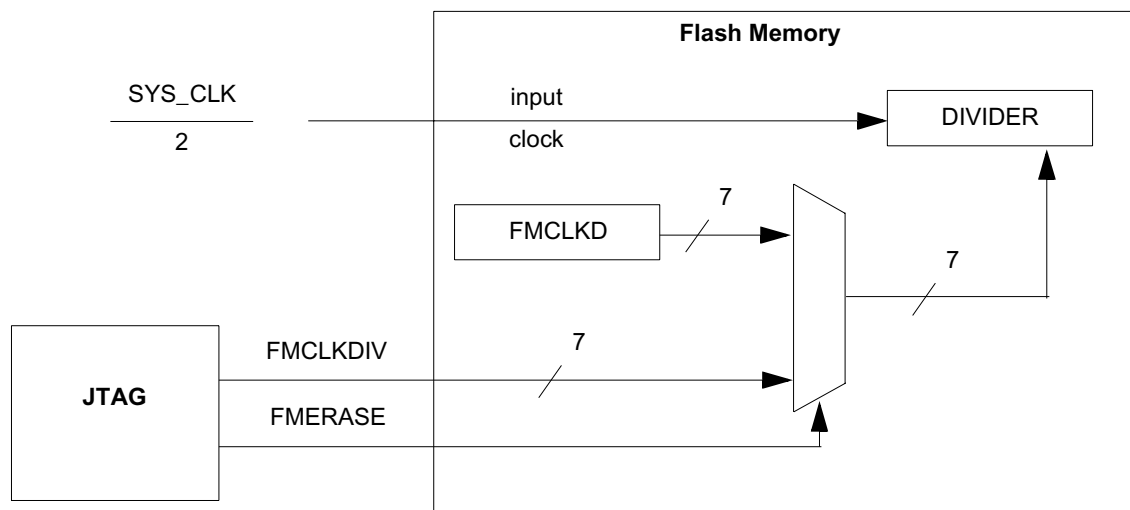 Flash Memory
SYS_CLK
2
input
clock
DIVIDER
FMCLKD
7
7
JTAG
FMCLKDIV
7
FMERASE